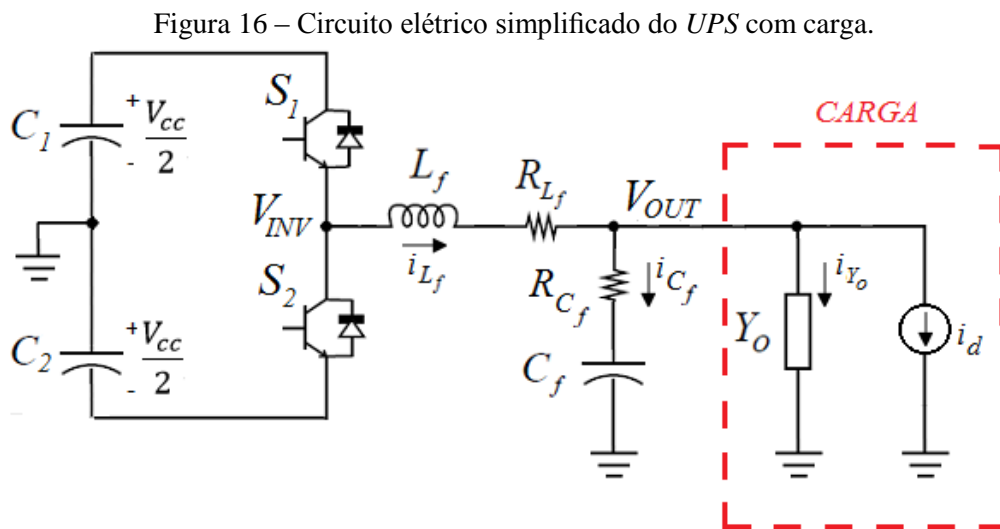 Figura 16 – Circuito elétrico simplificado do UPS com carga.
C1
+ Vcc/2 -
S1
VINV
Lf
iLf
RLf
VOUT
CARGA
S2
C2
+ Vcc/2 -
RCf
iCf
Cf
YO
iYo
id